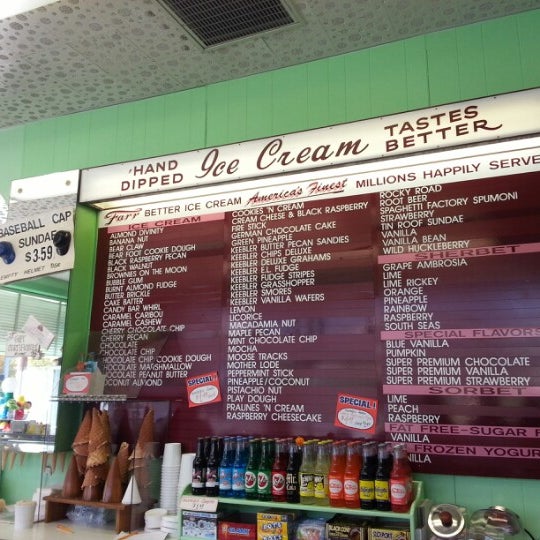 'HAND DIPPED Ice Cream TASTES BETTER
Farr BETTER ICE CREAM America's Finest MILLIONS HAPPILY SERVE
BASEBALL CAP
SUNDAE
$3.59
ICE CREAM
ALMOND DIVINITY
BANANA NUT
BEAR CLAW
BEAR FOOT COOKIE DOUGH
BLACK RASPBERRY PECAN
BLACK WALNUT
BROWNIES ON THE MOON
BUBBLE GUM
BURNT ALMOND FUDGE
BUTTER BRICKLE
CAKE BATTER
CANDY BAR WHIRL
CARAMEL CARIBOU
CARAMEL CASHEW
CHERRY CHOCOLATE CHIP
CHERRY PECAN
CHOCOLATE
CHOCOLATE CHIP
CHOCOLATE CHIP COOKIE DOUGH
CHOCOLATE MARSHMALLOW
CHOCOLATE PEANUT BUTTER
COCONUT ALMOND
COOKIES 'N CREAM
CREAM CHEESE & BLACK RASPBERRY
FIRE STICK
GERMAN CHOCOLATE CAKE
GREEN PINEAPPLE
KEEBLER BUTTER PECAN SANDIES
KEEBLER CHIPS DELUXE
KEEBLER DELUXE GRAHAMS
KEEBLER E.L. FUDGE
KEEBLER FUDGE STRIPES
KEEBLER GRASSHOPPER
KEEBLER SMORES
KEEBLER VANILLA WAFERS
LEMON
LICORICE
MACADAMIA NUT
MAPLE PECAN
MINT CHOCOLATE CHIP
MOCHA
MOOSE TRACKS
MOTHER LODE
PEPPERMINT STICK
PINEAPPLE/COCONUT
PISTACHIO NUT
PLAY DOUGH
PRALINES 'N CREAM
RASPBERRY CHEESECAKE
ROCKY ROAD
ROOT BEER
SPAGHETTI FACTORY SPUMONI
STRAWBERRY
TIN ROOF SUNDAE
VANILLA
VANILLA BEAN
WILD HUCKLEBERRY
SHERBET
GRAPE AMBROSIA
LIME
LIME RICKEY
ORANGE
PINEAPPLE
RAINBOW
RASPBERRY
SOUTH SEAS
SPECIAL FLAVORS
BLUE VANILLA
PUMPKIN
SUPER PREMIUM CHOCOLATE
SUPER PREMIUM VANILLA
SUPER PREMIUM STRAWBERRY
SORBET
LIME
PEACH
RASPBERRY
FAT FREE-SUGAR F
VANILLA
FROZEN YOGUR
VANILLA
SPECIAL!
SPECIAL!